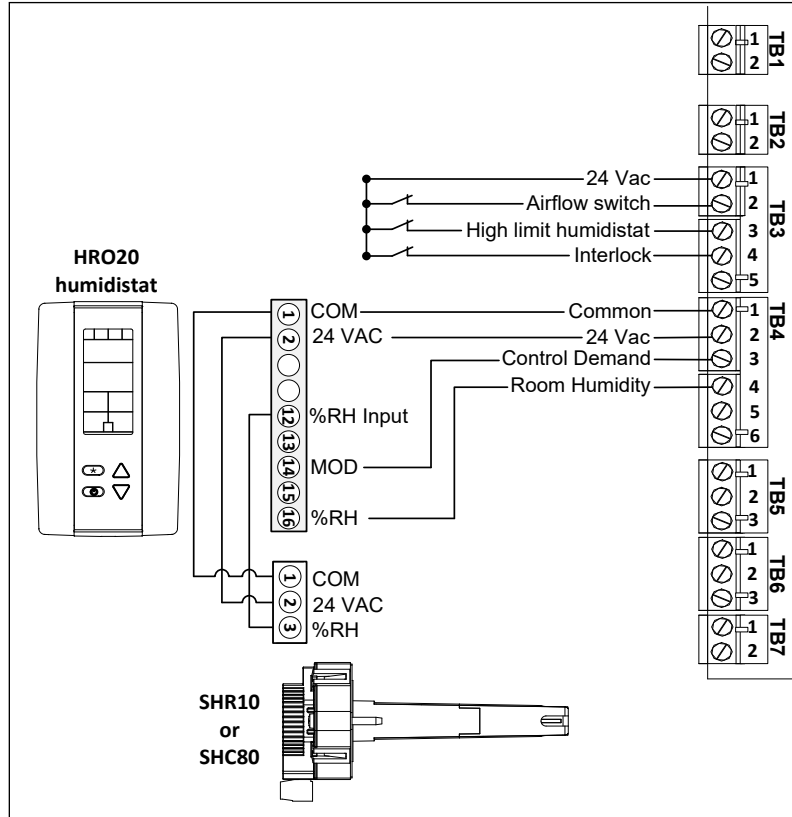 TB1
1
2
TB2
1
2
TB3
24 Vac 1
Airflow switch 2
High limit humidistat 3
Interlock 4
5
HRO20
humidistat
TB4
1 COM Common 1
2 24 VAC 24 Vac 2
Control Demand 3
Room Humidity 4
12 %RH Input 5
13 6
14 MOD
15
16 %RH
TB5
1
2
3
TB6
1
2
3
1 COM
2 24 VAC
3 %RH
TB7
1
2
SHR10
or
SHC80